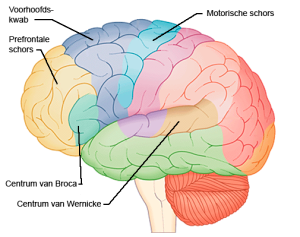 Voorhoofds-
kwab
Motorische schors
Prefrontale
schors
Centrum van Broca
Centrum van Wernicke